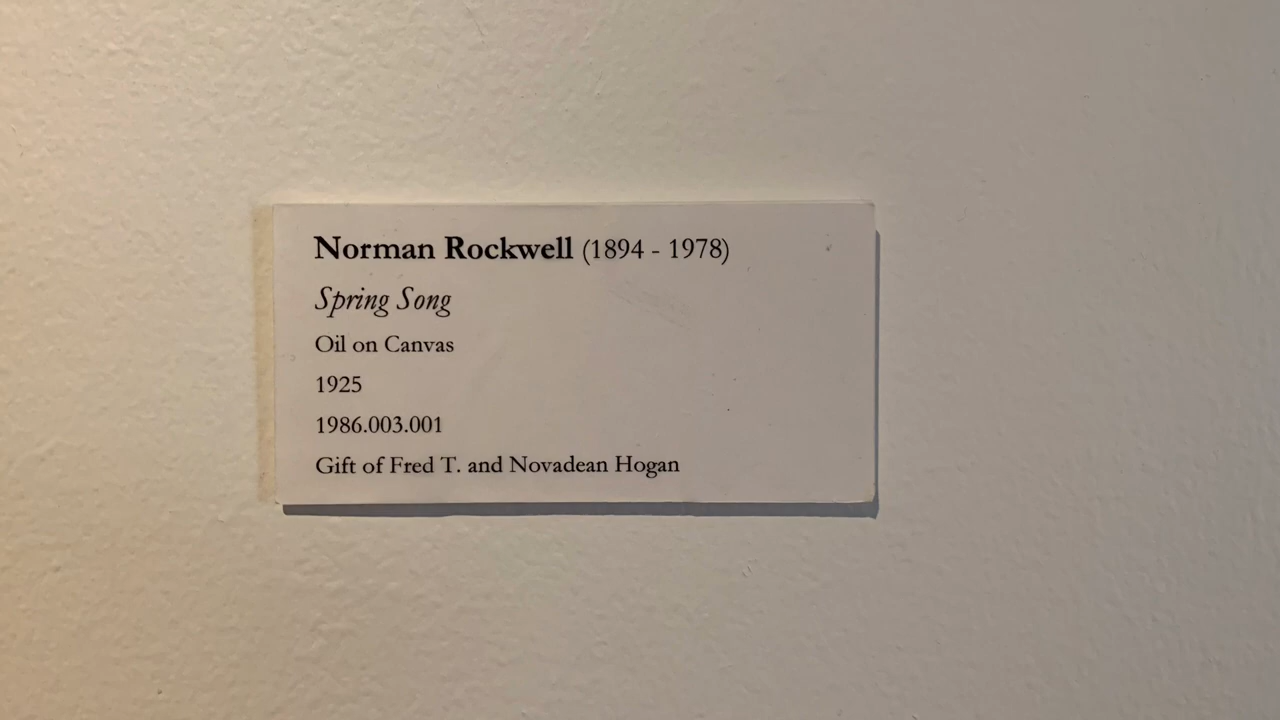 Norman Rockwell (1894 - 1978)
Spring Song
Oil on Canvas
1925
1986.003.001
Gift of Fred T. and Novadean Hogan